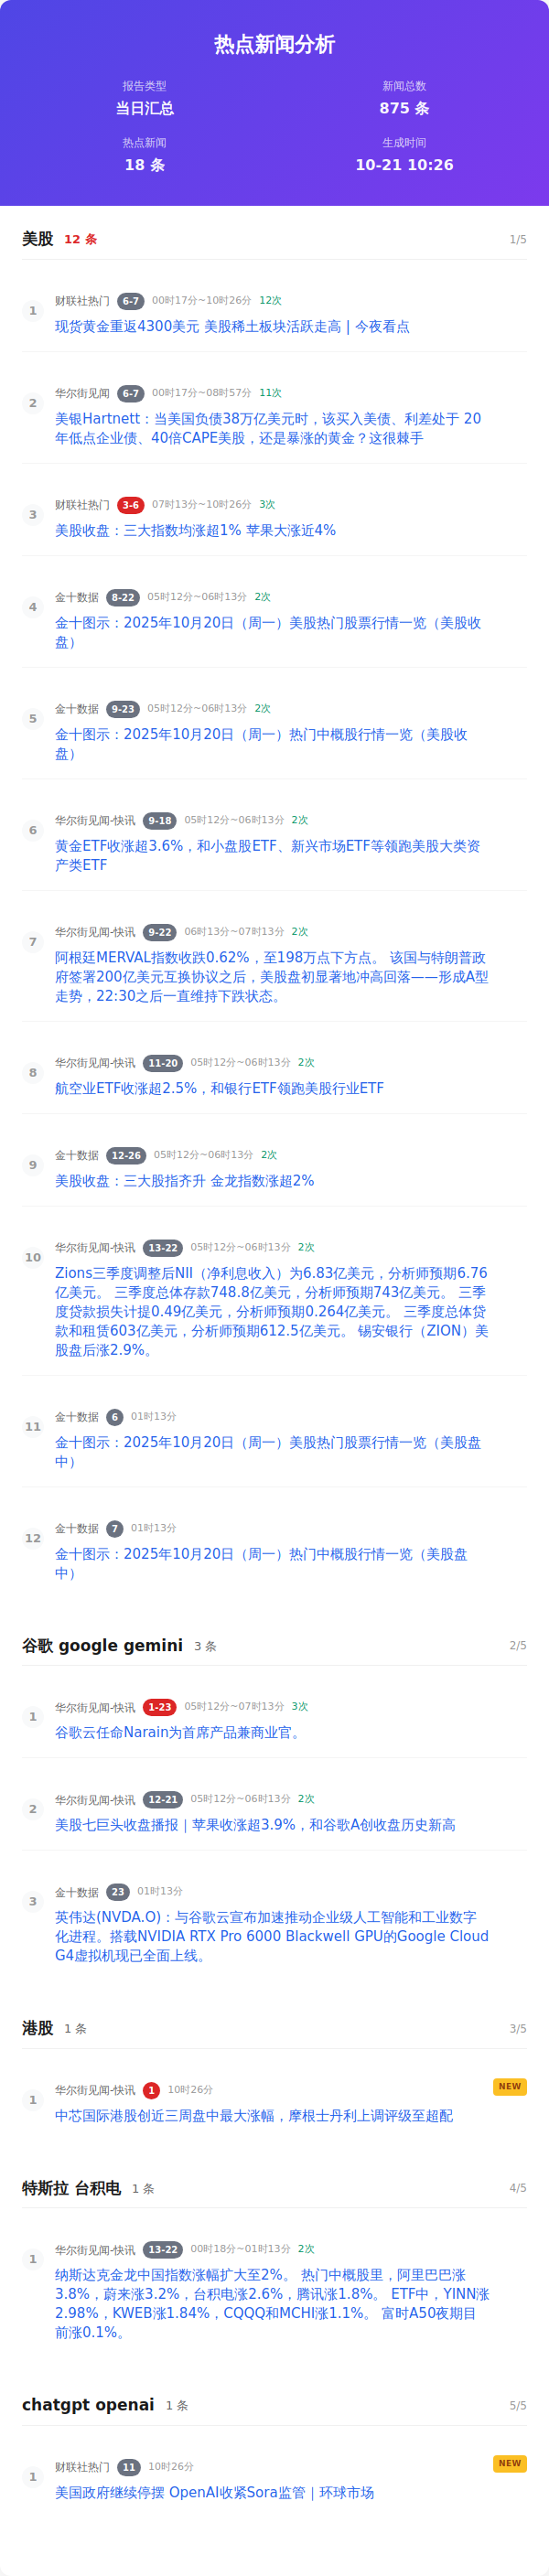 热点新闻分析
报告类型
当日汇总
新闻总数
875 条
热点新闻
18 条
生成时间
10-21 10:26
美股 12 条 1/5
1 财联社热门 6-7 00时17分~10时26分 12次
现货黄金重返4300美元 美股稀土板块活跃走高 | 今夜看点
2 华尔街见闻 6-7 00时17分~08时57分 11次
美银Hartnett：当美国负债38万亿美元时，该买入美债、利差处于 20
年低点企业债、40倍CAPE美股，还是暴涨的黄金？这很棘手
3 财联社热门 3-6 07时13分~10时26分 3次
美股收盘：三大指数均涨超1% 苹果大涨近4%
4 金十数据 8-22 05时12分~06时13分 2次
金十图示：2025年10月20日（周一）美股热门股票行情一览（美股收
盘）
5 金十数据 9-23 05时12分~06时13分 2次
金十图示：2025年10月20日（周一）热门中概股行情一览（美股收
盘）
6 华尔街见闻-快讯 9-18 05时12分~06时13分 2次
黄金ETF收涨超3.6%，和小盘股ETF、新兴市场ETF等领跑美股大类资
产类ETF
7 华尔街见闻-快讯 9-22 06时13分~07时13分 2次
阿根廷MERVAL指数收跌0.62%，至198万点下方点。 该国与特朗普政
府签署200亿美元互换协议之后，美股盘初显著地冲高回落——形成A型
走势，22:30之后一直维持下跌状态。
8 华尔街见闻-快讯 11-20 05时12分~06时13分 2次
航空业ETF收涨超2.5%，和银行ETF领跑美股行业ETF
9 金十数据 12-26 05时12分~06时13分 2次
美股收盘：三大股指齐升 金龙指数涨超2%
10 华尔街见闻-快讯 13-22 05时12分~06时13分 2次
Zions三季度调整后NII（净利息收入）为6.83亿美元，分析师预期6.76
亿美元。 三季度总体存款748.8亿美元，分析师预期743亿美元。 三季
度贷款损失计提0.49亿美元，分析师预期0.264亿美元。 三季度总体贷
款和租赁603亿美元，分析师预期612.5亿美元。 锡安银行（ZION）美
股盘后涨2.9%。
11 金十数据 6 01时13分
金十图示：2025年10月20日（周一）美股热门股票行情一览（美股盘
中）
12 金十数据 7 01时13分
金十图示：2025年10月20日（周一）热门中概股行情一览（美股盘
中）
谷歌 google gemini 3 条 2/5
1 华尔街见闻-快讯 1-23 05时12分~07时13分 3次
谷歌云任命Narain为首席产品兼商业官。
2 华尔街见闻-快讯 12-21 05时12分~06时13分 2次
美股七巨头收盘播报｜苹果收涨超3.9%，和谷歌A创收盘历史新高
3 金十数据 23 01时13分
英伟达(NVDA.O)：与谷歌云宣布加速推动企业级人工智能和工业数字
化进程。搭载NVIDIA RTX Pro 6000 Blackwell GPU的Google Cloud
G4虚拟机现已全面上线。
港股 1 条 3/5
1 华尔街见闻-快讯 1 10时26分 NEW
中芯国际港股创近三周盘中最大涨幅，摩根士丹利上调评级至超配
特斯拉 台积电 1 条 4/5
1 华尔街见闻-快讯 13-22 00时18分~01时13分 2次
纳斯达克金龙中国指数涨幅扩大至2%。 热门中概股里，阿里巴巴涨
3.8%，蔚来涨3.2%，台积电涨2.6%，腾讯涨1.8%。 ETF中，YINN涨
2.98%，KWEB涨1.84%，CQQQ和MCHI涨1.1%。 富时A50夜期目
前涨0.1%。
chatgpt openai 1 条 5/5
1 财联社热门 11 10时26分 NEW
美国政府继续停摆 OpenAI收紧Sora监管｜环球市场